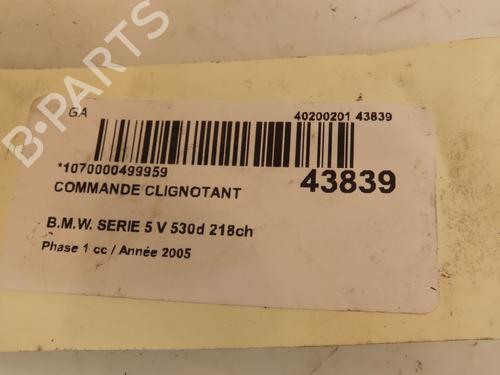 GA
40200201 43839
*1070000499959
43839
COMMANDE CLIGNOTANT
B.M.W. SERIE 5 V 530d 218ch
Phase 1 cc / Année 2005
B-PARTS